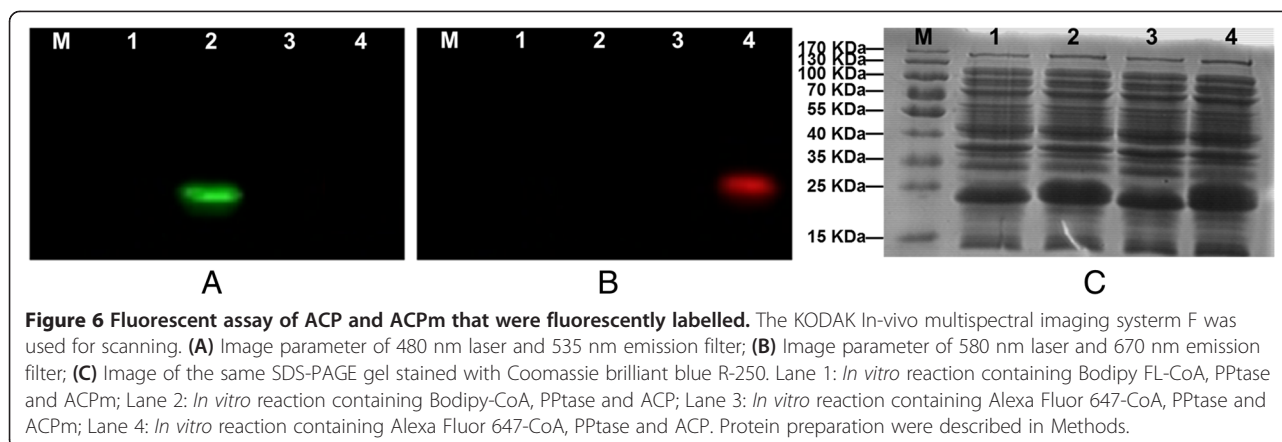 M 1 2 3 4
M 1 2 3 4
M 1 2 3 4
170 KDa
130 KDa
100 KDa
70 KDa
55 KDa
40 KDa
35 KDa
25 KDa
15 KDa
A
B
C
Figure 6 Fluorescent assay of ACP and ACPm that were fluorescently labelled. The KODAK In-vivo multispectral imaging systerm F was
used for scanning. (A) Image parameter of 480 nm laser and 535 nm emission filter; (B) Image parameter of 580 nm laser and 670 nm emission
filter; (C) Image of the same SDS-PAGE gel stained with Coomassie brilliant blue R-250. Lane 1: In vitro reaction containing Bodipy FL-CoA, PPtase
and ACPm; Lane 2: In vitro reaction containing Bodipy-CoA, PPtase and ACP; Lane 3: In vitro reaction containing Alexa Fluor 647-CoA, PPtase and
ACPm; Lane 4: In vitro reaction containing Alexa Fluor 647-CoA, PPtase and ACP. Protein preparation were described in Methods.